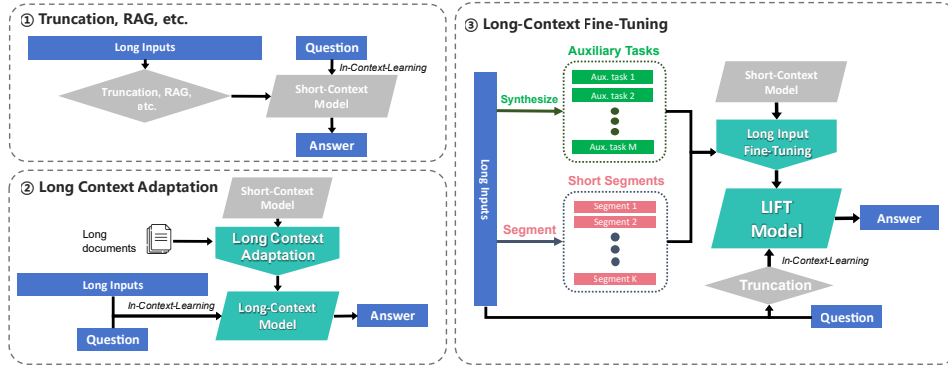 ① Truncation, RAG, etc.
Long Inputs
Question
In-Context-Learning
Truncation, RAG,
etc.
Short-Context
Model
Answer
② Long Context Adaptation
Short-Context
Model
Long
documents
Long Context
Adaptation
Long Inputs
In-Context-Learning
Long-Context
Model
Answer
Question
③ Long-Context Fine-Tuning
Auxiliary Tasks
Aux. task 1
Aux. task 2
Aux. task M
Synthesize
Short-Context
Model
Long Input
Fine-Tuning
Long Inputs
Short Segments
Segment 1
Segment 2
Segment K
Segment
LIFT
Model
Answer
In-Context-Learning
Truncation
Question